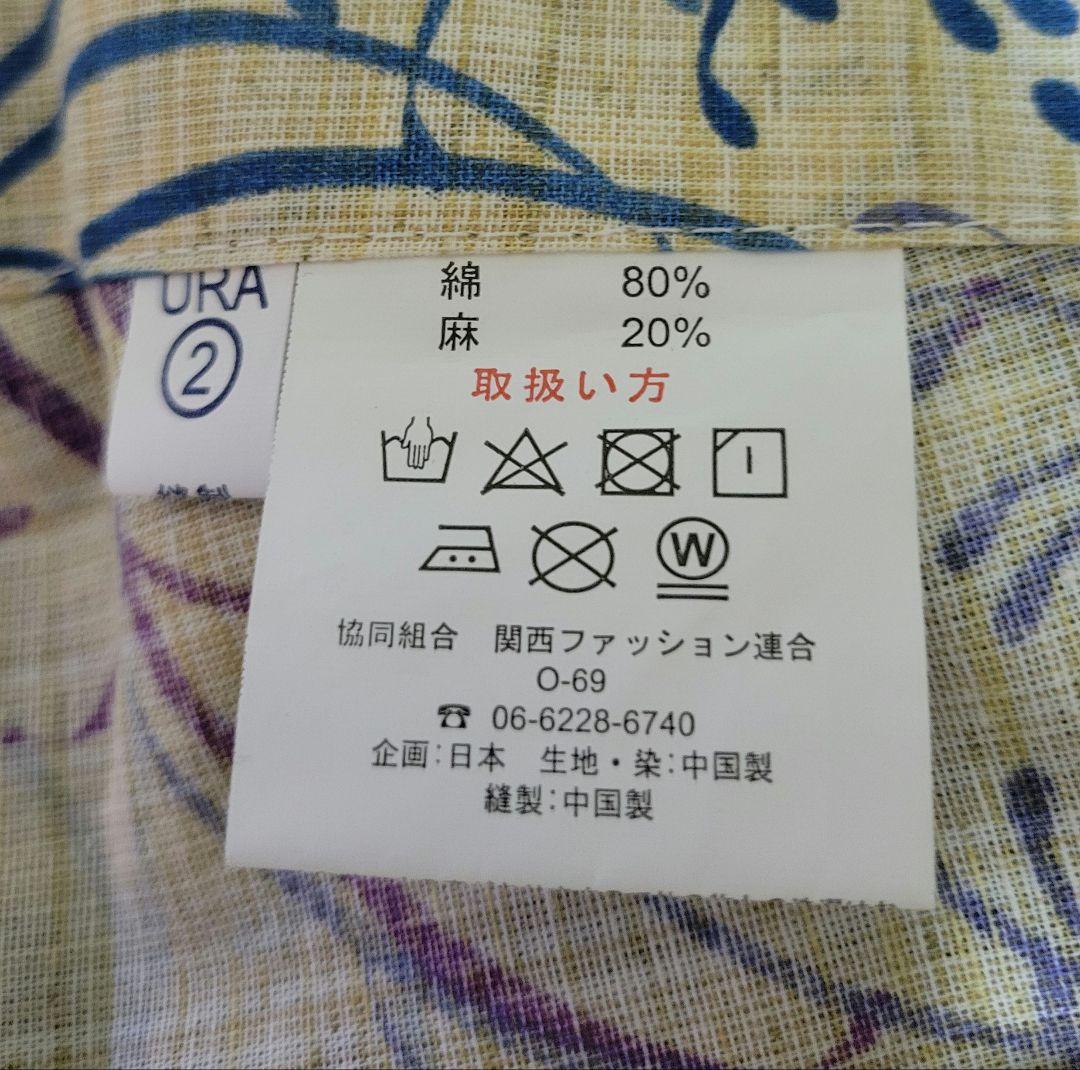 URA
2
綿 80%
麻 20%
取扱い方
W
協同組合 関西ファッション連合
O-69
☎ 06-6228-6740
企画:日本 生地・染:中国製
縫製:中国製